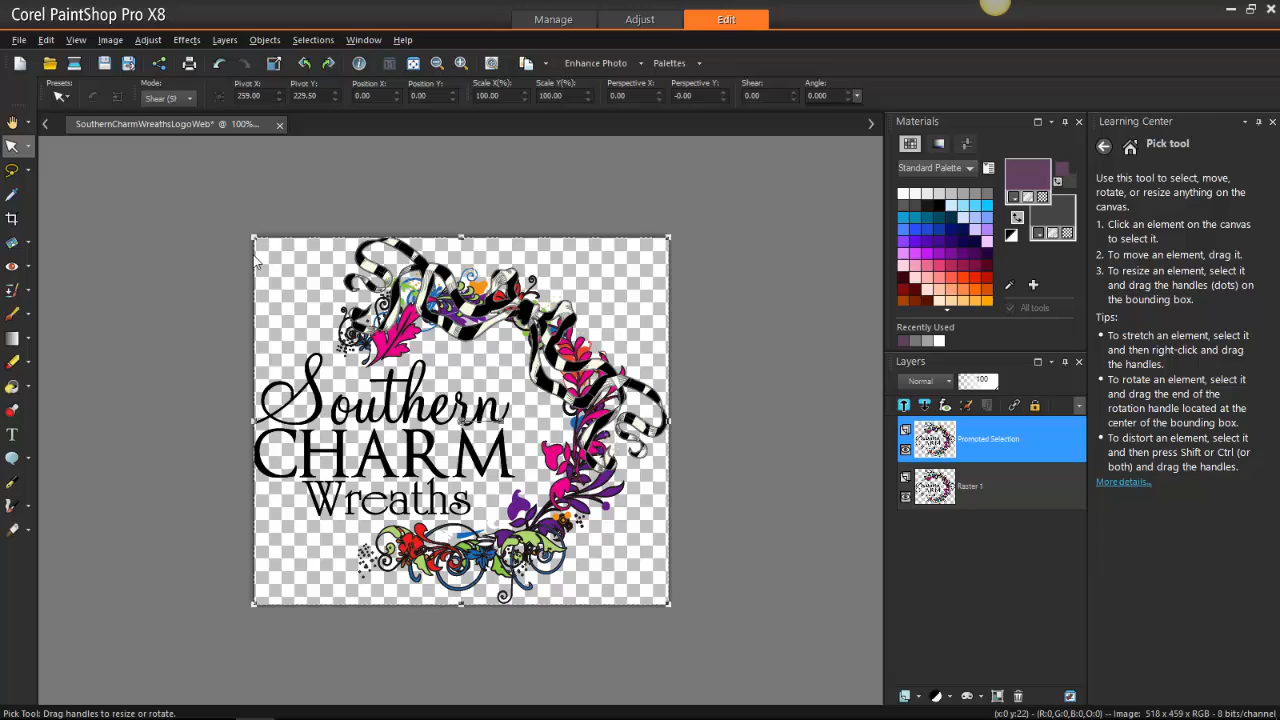 Corel PaintShop Pro X8
Manage
Adjust
Edit
File Edit View Image Adjust Effects Layers Objects Selections Window Help
Enhance Photo
Palettes
Presets:
Mode:
Pivot X:
Pivot Y:
Position X:
Position Y:
Scale X(%):
Scale Y(%):
Perspective X:
Perspective Y:
Shear:
Angle:
Shear (S!
259.00
229.50
0.00
0.00
100.00
100.00
0.00
-0.00
0.00
0.000
SouthernCharmWreathsLogoWeb* @ 100%...
Southern
CHARM
Wreaths
Materials
Standard Palette
All tools
Recently Used
Layers
Normal
100
Promoted Selection
Raster 1
Learning Center
Pick tool
Use this tool to select, move,
rotate, or resize anything on the
canvas.
1. Click an element on the canvas
to select it.
2. To move an element, drag it.
3. To resize an element, select it
and drag the handles (dots) on
the bounding box.
Tips:
• To stretch an element, select it
and then right-click and drag
the handles.
• To rotate an element, select it
and drag the end of the
rotation handle located at the
center of the bounding box.
• To distort an element, select it
and then press Shift or Ctrl (or
both) and drag the handles.
More details...
Pick Tool: Drag handles to resize or rotate.
(x:0 y:22) - (R:0,G:0,B:0,O:0) -- Image: 518 x 459 x RGB - 8 bits/channel